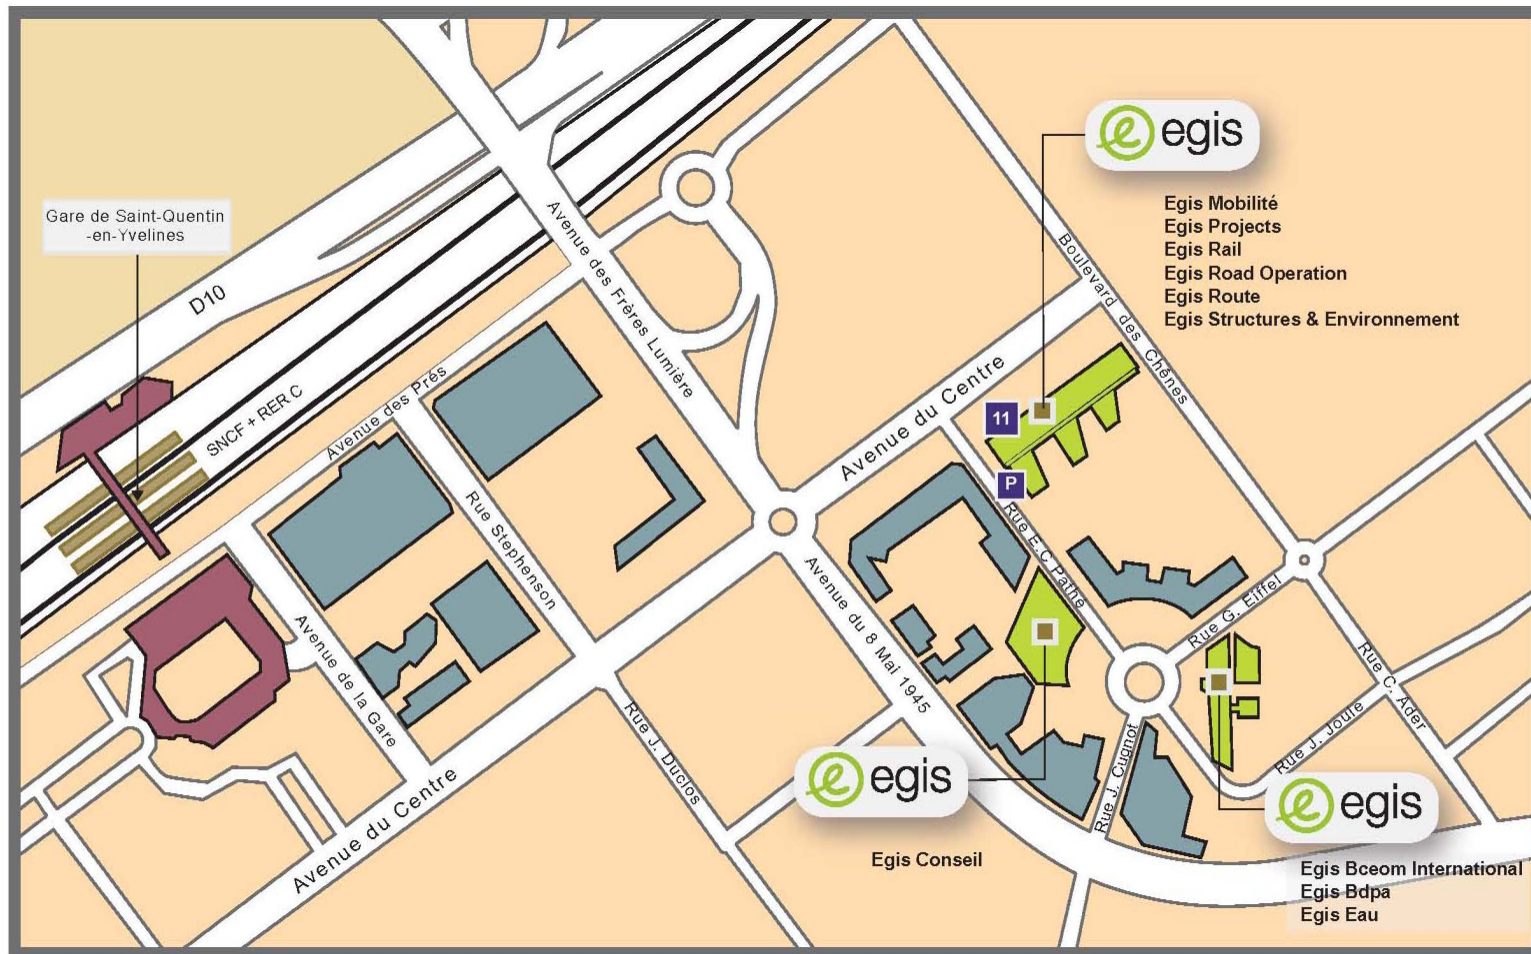 egis
Egis Mobilité
Egis Projects
Egis Rail
Egis Road Operation
Egis Route
Egis Structures & Environnement
Gare de Saint-Quentin
-en-Yvelines
D10
SNCF + RER C
Avenue des Frères Lumière
Boulevard des Chênes
Avenue des Prés
Avenue du Centre
11
P
Rue Stephenson
Rue E.C Pathé
Avenue du 8 Mai 1945
Rue G. Eiffel
Avenue de la Gare
Rue C. Ader
Rue J. Duclos
Rue J. Cugnot
Rue J. Joule
Avenue du Centre
egis
Egis Conseil
egis
Egis Bceom International
Egis Bdpa
Egis Eau